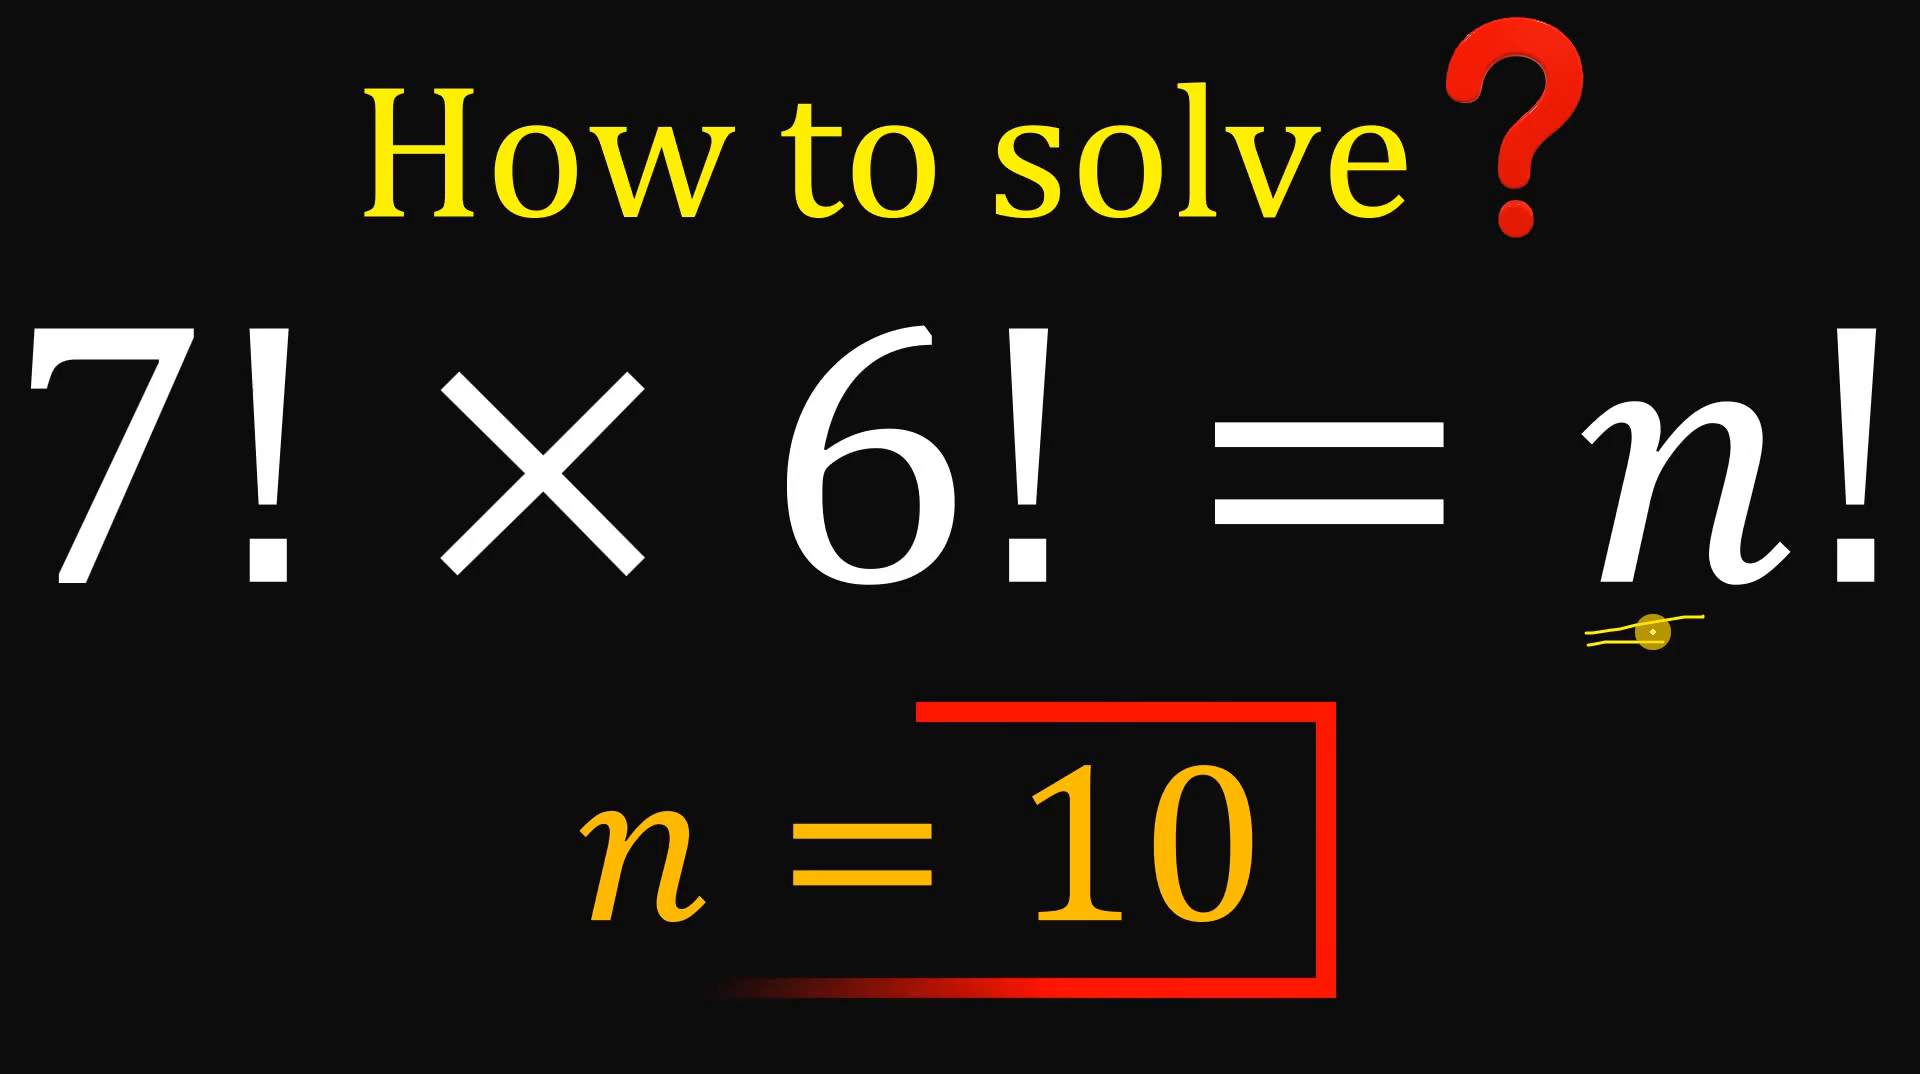 How to solve❓
7! × 6! = n!
n = 10